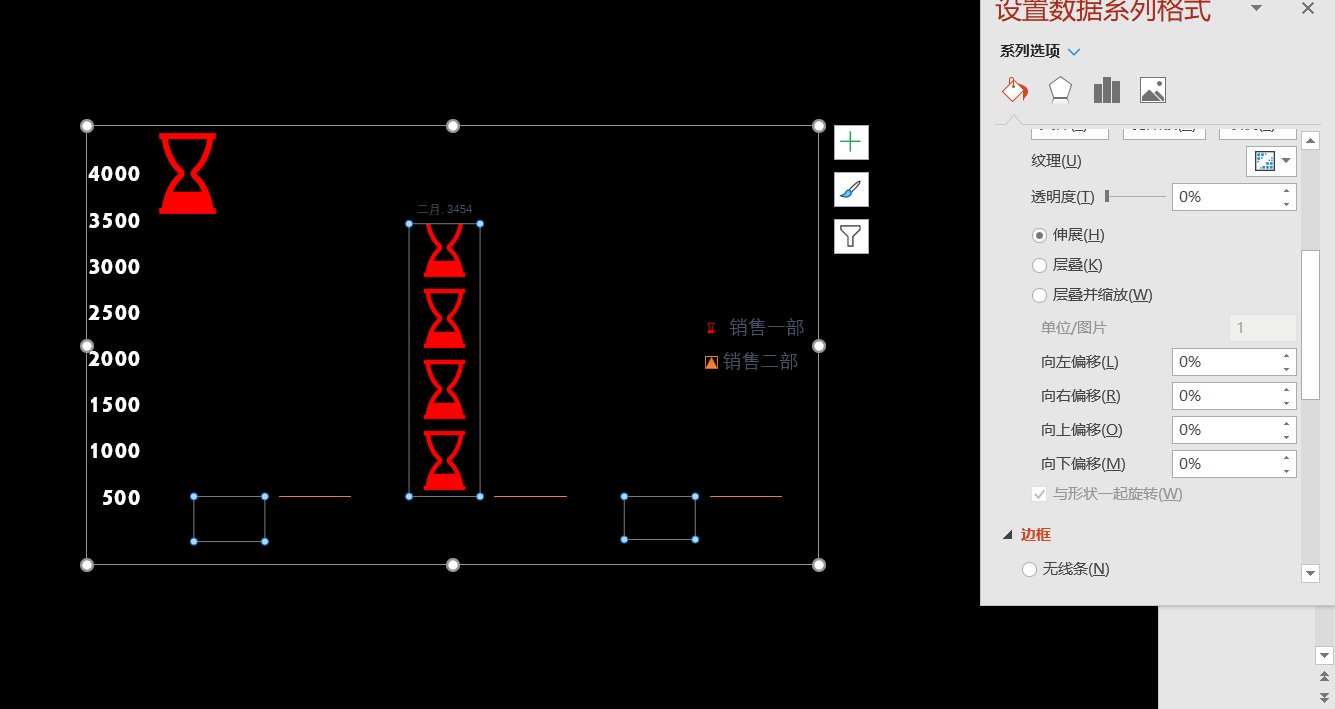 设置数据系列格式
系列选项
纹理(U)
透明度(T) 0%
伸展(H)
层叠(K)
层叠并缩放(W)
单位/图片 1
向左偏移(L) 0%
向右偏移(R) 0%
向上偏移(O) 0%
向下偏移(M) 0%
与形状一起旋转(W)
边框
无线条(N)
4000
3500
3000
2500
2000
1500
1000
500
二月, 3454
销售一部
销售二部